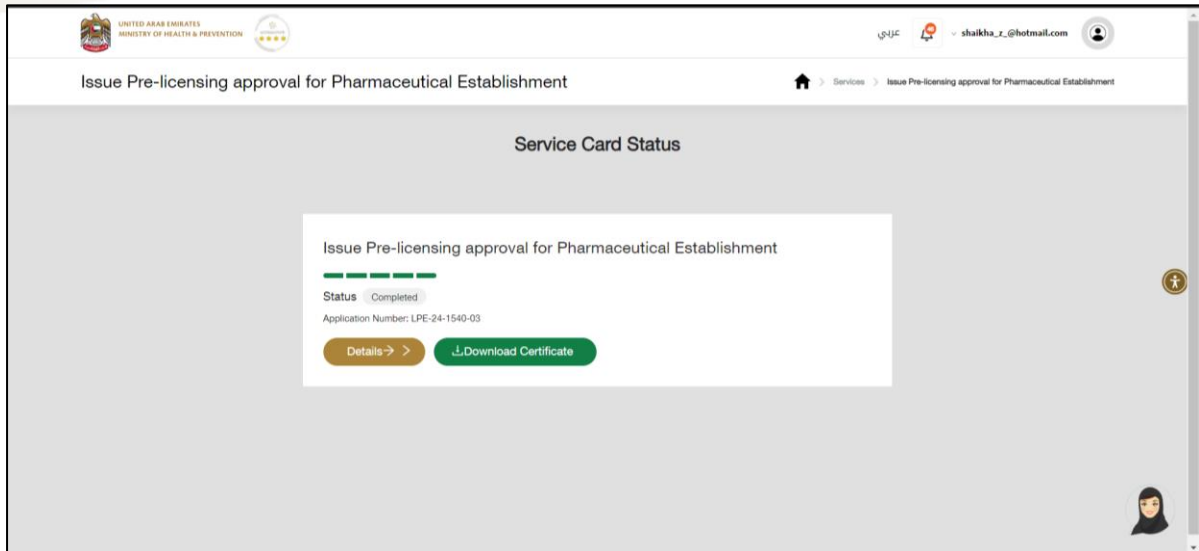 UNITED ARAB EMIRATES
MINISTRY OF HEALTH & PREVENTION
عربي
shaikha_z_@hotmail.com
Issue Pre-licensing approval for Pharmaceutical Establishment
Services > Issue Pre-licensing approval for Pharmaceutical Establishment
Service Card Status
Issue Pre-licensing approval for Pharmaceutical Establishment
Status Completed
Application Number: LPE-24-1540-03
Details→ >
Download Certificate